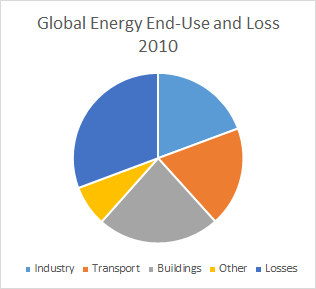 Global Energy End-Use and Loss
2010
Industry Transport Buildings Other Losses